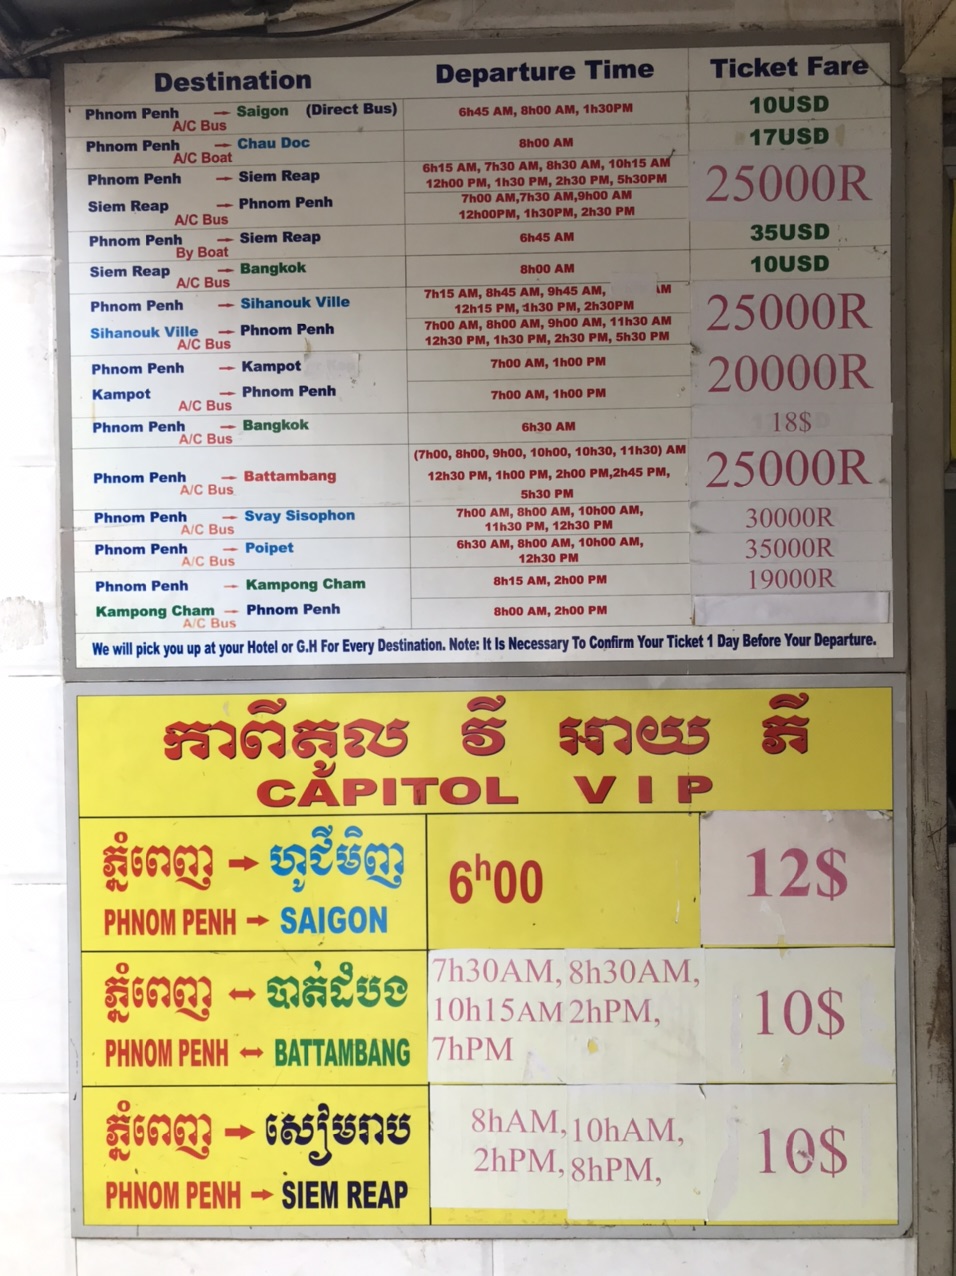 Destination Departure Time Ticket Fare
Phnom Penh → Saigon (Direct Bus) 6h45 AM, 8h00 AM, 1h30PM 10USD
A/C Bus
Phnom Penh → Chau Doc 8h00 AM 17USD
A/C Boat
Phnom Penh → Siem Reap 6h15 AM, 7h30 AM, 8h30 AM, 10h15 AM
12h00 PM, 1h30 PM, 2h30 PM, 5h30PM
25000R
Siem Reap → Phnom Penh 7h00 AM,7h30 AM,9h00 AM
A/C Bus 12h00PM, 1h30PM, 2h30 PM
Phnom Penh → Siem Reap 6h45 AM 35USD
By Boat
Siem Reap → Bangkok 8h00 AM 10USD
A/C Bus
Phnom Penh → Sihanouk Ville 7h15 AM, 8h45 AM, 9h45 AM, AM
12h15 PM, 1h30 PM, 2h30PM
25000R
Sihanouk Ville → Phnom Penh 7h00 AM, 8h00 AM, 9h00 AM, 11h30 AM
A/C Bus 12h30 PM, 1h30 PM, 2h30 PM, 5h30 PM
Phnom Penh → Kampot 7h00 AM, 1h00 PM
20000R
Kampot → Phnom Penh 7h00 AM, 1h00 PM
A/C Bus
Phnom Penh → Bangkok 6h30 AM 18$
A/C Bus
(7h00, 8h00, 9h00, 10h00, 10h30, 11h30) AM
Phnom Penh → Battambang 12h30 PM, 1h00 PM, 2h00 PM,2h45 PM, 25000R
A/C Bus 5h30 PM
Phnom Penh → Svay Sisophon 7h00 AM, 8h00 AM, 10h00 AM, 30000R
A/C Bus 11h30 PM, 12h30 PM
Phnom Penh → Poipet 6h30 AM, 8h00 AM, 10h00 AM, 35000R
A/C Bus 12h30 PM
Phnom Penh → Kampong Cham 8h15 AM, 2h00 PM 19000R
Kampong Cham → Phnom Penh 8h00 AM, 2h00 PM
A/C Bus
We will pick you up at your Hotel or G.H For Every Destination. Note: It Is Necessary To Confirm Your Ticket 1 Day Before Your Departure.
កាពីតូល វី អាយ ភី
CAPITOL VIP
ភ្នំពេញ → ហូជីមិញ
PHNOM PENH → SAIGON
6h00
12$
ភ្នំពេញ ↔ បាត់ដំបង
PHNOM PENH ↔ BATTAMBANG
7h30AM, 8h30AM,
10h15AM 2hPM,
7hPM
10$
ភ្នំពេញ → សៀមរាប
PHNOM PENH → SIEM REAP
8hAM, 10hAM,
2hPM, 8hPM,
10$